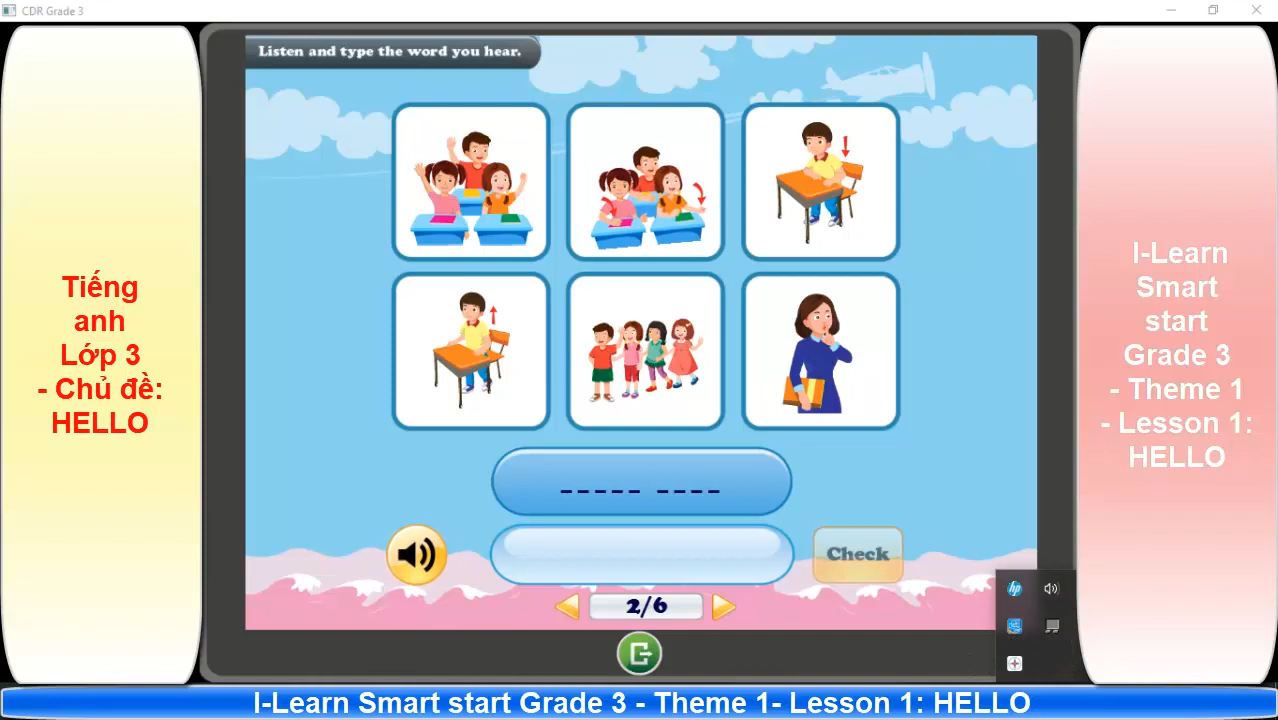 CDR Grade 3
Listen and type the word you hear.
Tiếng
anh
Lớp 3
- Chủ đề:
HELLO
I-Learn
Smart
start
Grade 3
- Theme 1
- Lesson 1:
HELLO
_ _ _ _ _ _ _ _ _
Check
2/6
hp
I-Learn Smart start Grade 3 - Theme 1- Lesson 1: HELLO